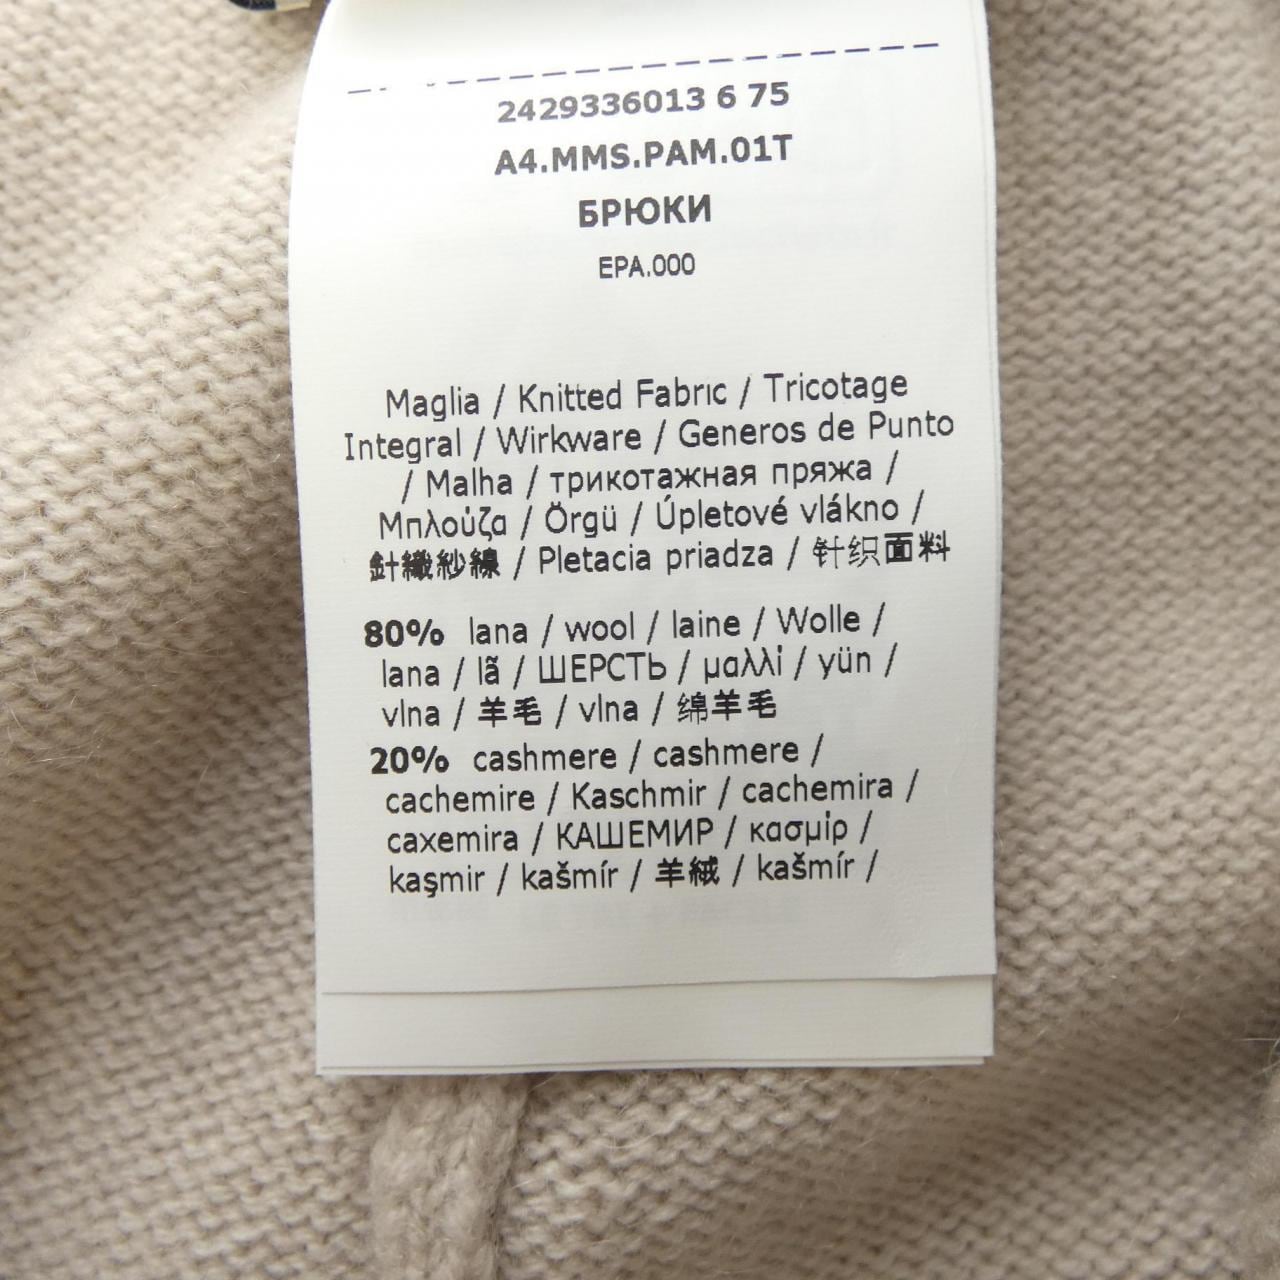 2429336013 6 75
A4.MMS.PAM.01T
БРЮКИ
EPA.000
Maglia / Knitted Fabric / Tricotage
Integral / Wirkware / Generos de Punto
/ Malha / трикотажная пряжа /
Μπλούζα / Örgü / Úpletové vlákno /
針織紗線 / Pletacia priadza / 针织面料
80% lana / wool / laine / Wolle /
lana / lã / ШЕРСТЬ / μαλλί / yün /
vlna / 羊毛 / vlna / 绵羊毛
20% cashmere / cashmere /
cachemire / Kaschmir / cachemira /
caxemira / КАШЕМИР / κασμίρ /
kaşmir / kašmír / 羊絨 / kašmír /